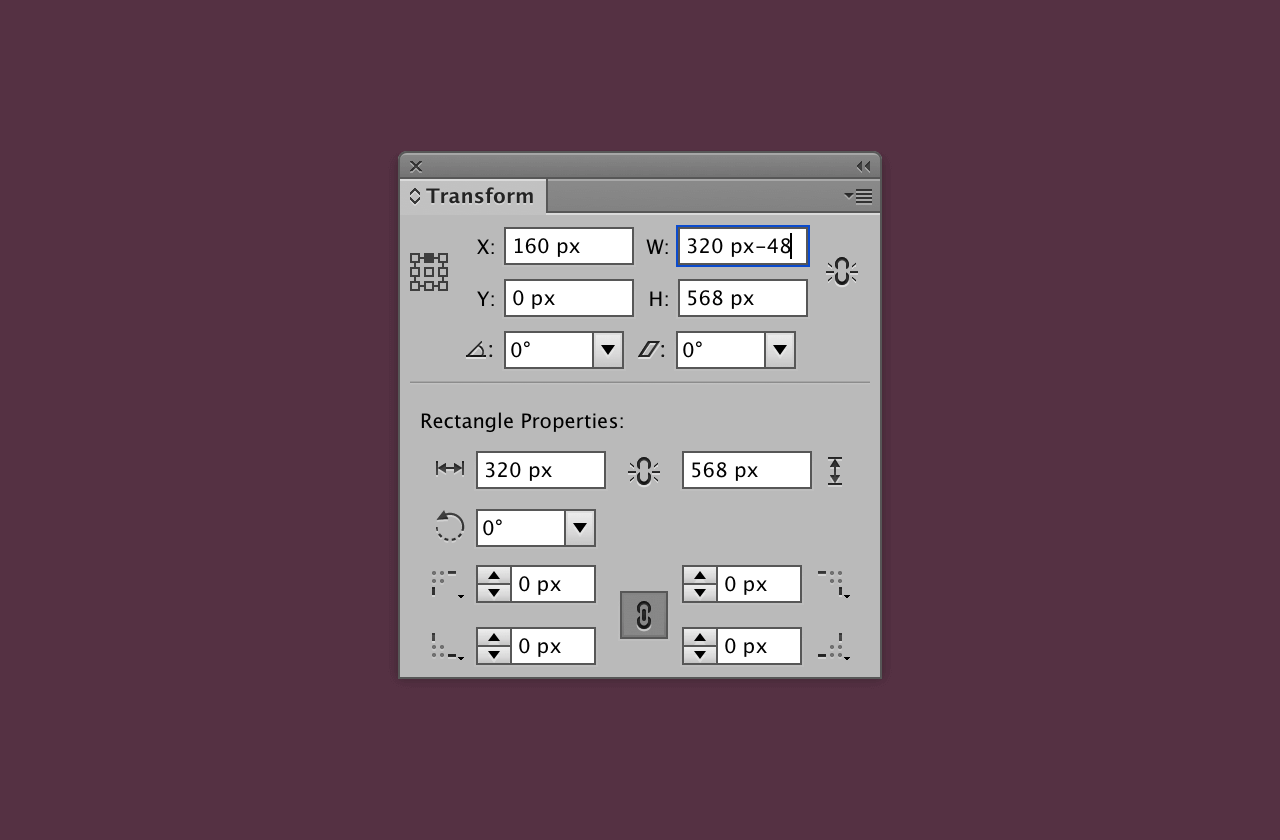 Transform
X: 160 px W: 320 px-48
Y: 0 px H: 568 px
: 0° : 0°
Rectangle Properties:
320 px 568 px
0°
0 px 0 px
0 px 0 px